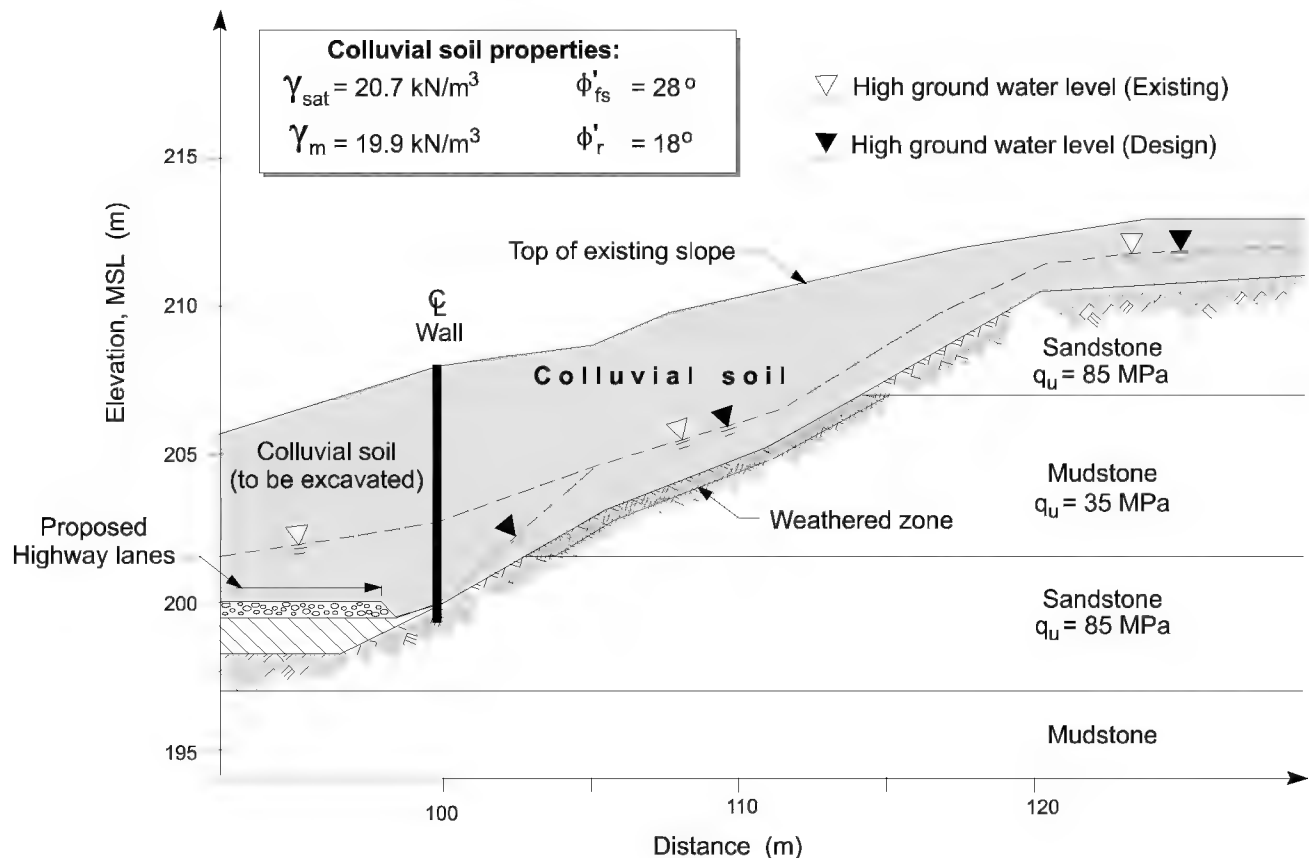 Colluvial soil properties:
γsat = 20.7 kN/m³ ϕ'fs = 28 º
γm = 19.9 kN/m³ ϕ'r = 18º
High ground water level (Existing)
High ground water level (Design)
Elevation, MSL (m)
215
210
205
200
195
Top of existing slope
℄
Wall
Colluvial soil
Colluvial soil
(to be excavated)
Proposed
Highway lanes
Weathered zone
Sandstone
qu = 85 MPa
Mudstone
qu = 35 MPa
Sandstone
qu = 85 MPa
Mudstone
100
110
120
Distance (m)